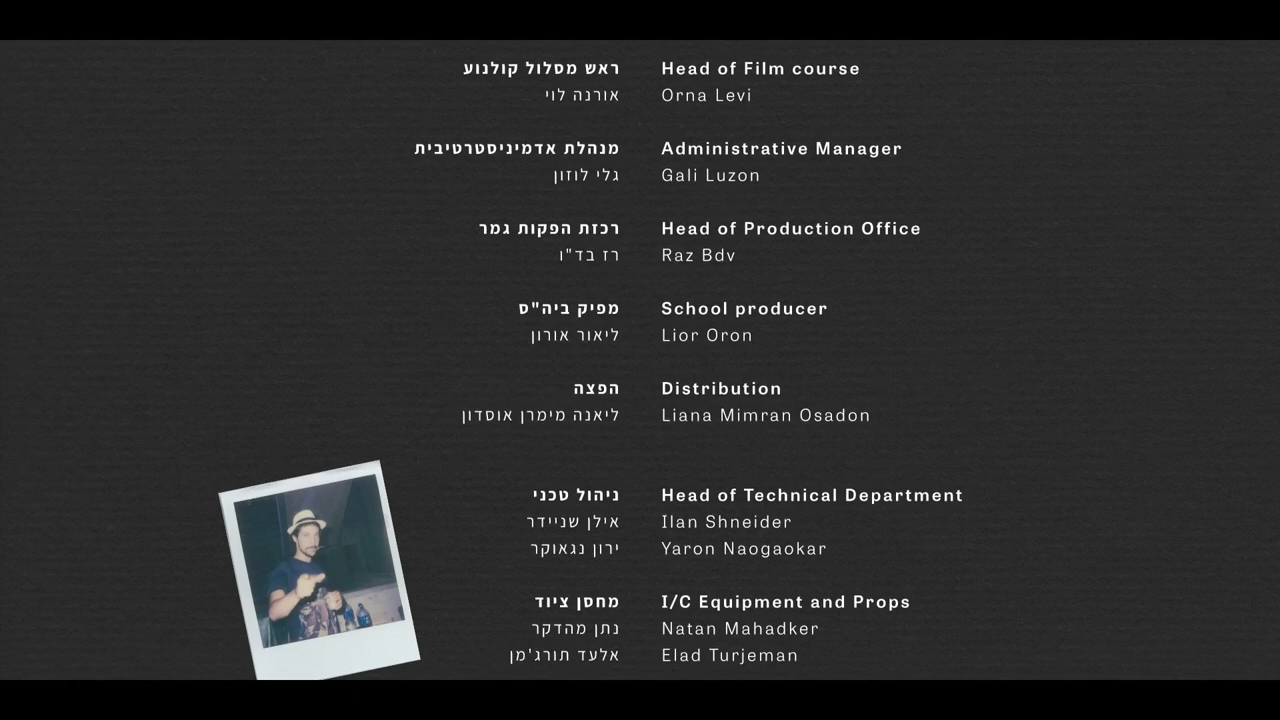 ראש מסלול קולנוע
אורנה לוי
Head of Film course
Orna Levi
מנהלת אדמיניסטרטיבית
גלי לוזון
Administrative Manager
Gali Luzon
רכזת הפקות גמר
רז בד"ו
Head of Production Office
Raz Bdv
מפיק ביה"ס
ליאור אורון
School producer
Lior Oron
הפצה
ליאנה מימרן אוסדון
Distribution
Liana Mimran Osadon
ניהול טכני
אילן שניידר
ירון נגאוקר
Head of Technical Department
Ilan Shneider
Yaron Naogaokar
מחסן ציוד
נתן מהדקר
אלעד תורג'מן
I/C Equipment and Props
Natan Mahadker
Elad Turjeman